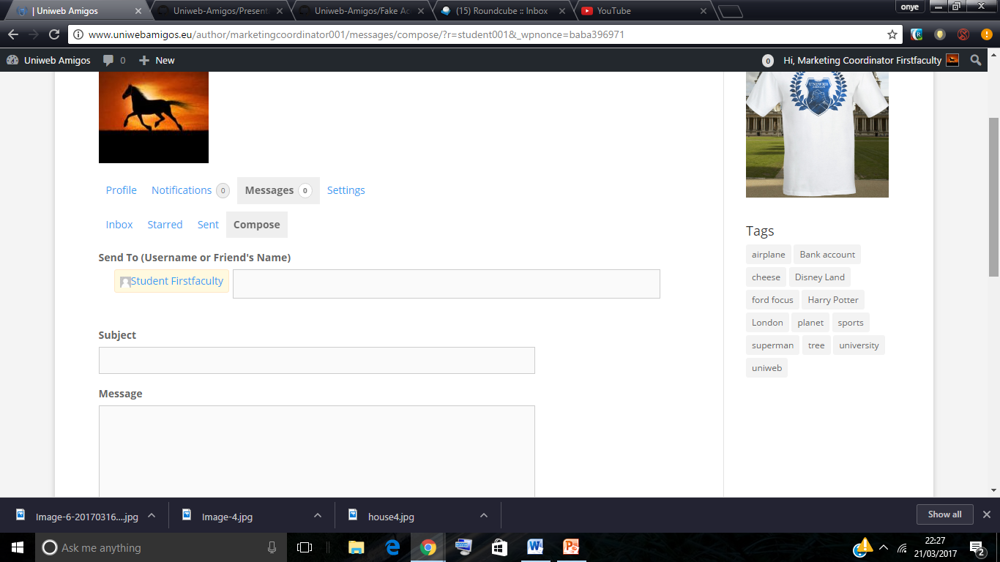 | Uniweb Amigos
Uniweb-Amigos/Present
Uniweb-Amigos/Fake Ac
(15) Roundcube :: Inbox
YouTube
onye
www.uniwebamigos.eu/author/marketingcoordinator001/messages/compose/?r=student001&_wpnonce=baba396971
Uniweb Amigos
0
New
0
Hi, Marketing Coordinator Firstfaculty
UNIWEB
AMIGOS
Profile
Notifications 0
Messages 0
Settings
Inbox
Starred
Sent
Compose
Send To (Username or Friend's Name)
Student Firstfaculty
Subject
Message
Tags
airplane
Bank account
cheese
Disney Land
ford focus
Harry Potter
London
planet
sports
superman
tree
university
uniweb
Image-6-20170316....jpg
Image-4.jpg
house4.jpg
Show all
Ask me anything
22:27
21/03/2017
2